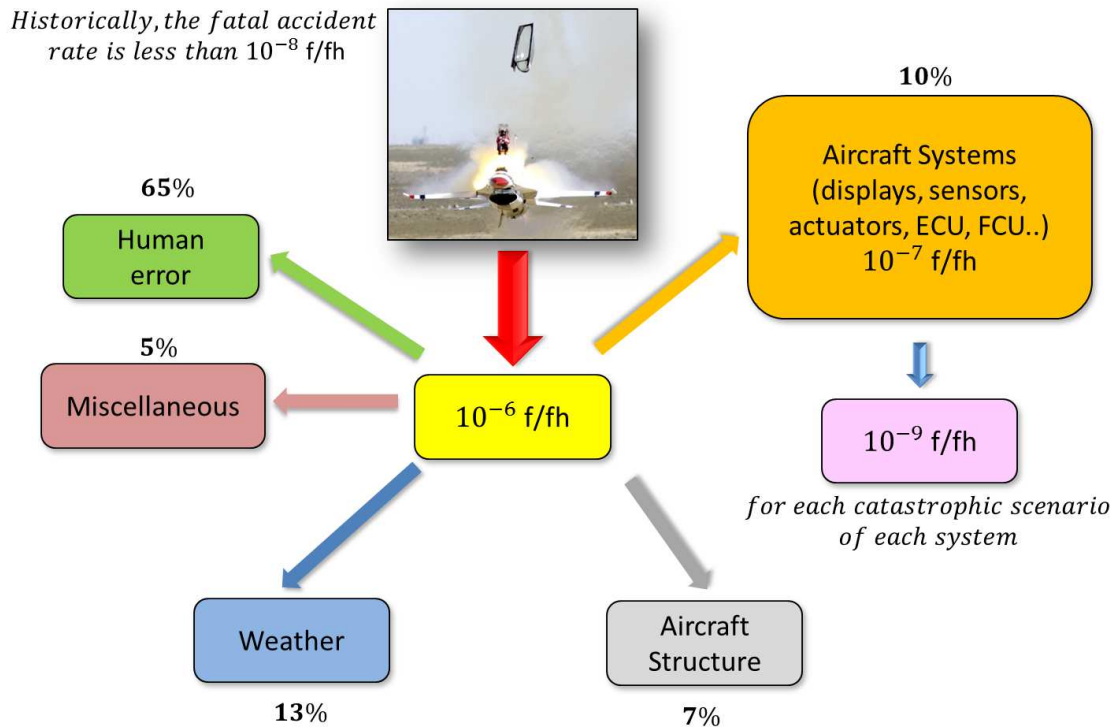 Historically, the fatal accident
rate is less than 10⁻⁸ f/fh
10%
Aircraft Systems
(displays, sensors,
actuators, ECU, FCU..)
10⁻⁷ f/fh
65%
Human
error
5%
Miscellaneous
10⁻⁶ f/fh
10⁻⁹ f/fh
for each catastrophic scenario
of each system
Weather
13%
Aircraft
Structure
7%